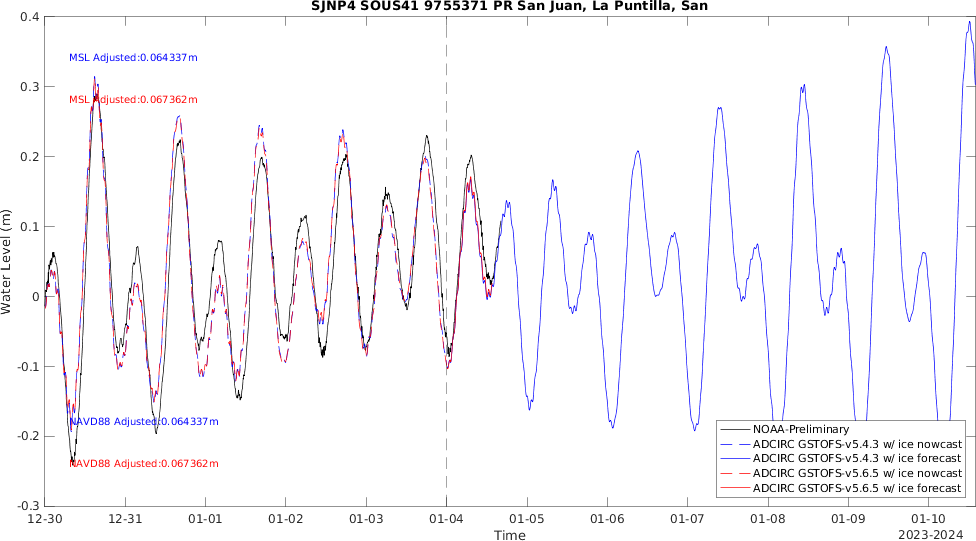 SJNP4 SOUS41 9755371 PR San Juan, La Puntilla, San
0.4
MSL Adjusted:0.064337m
0.3
MSL Adjusted:0.067362m
0.2
0.1
Water Level (m)
0
-0.1
NAVD88 Adjusted:0.064337m
-0.2
NAVD88 Adjusted:0.067362m
-0.3
NOAA-Preliminary
ADCIRC GSTOFS-v5.4.3 w/ ice nowcast
ADCIRC GSTOFS-v5.4.3 w/ ice forecast
ADCIRC GSTOFS-v5.6.5 w/ ice nowcast
ADCIRC GSTOFS-v5.6.5 w/ ice forecast
12-30 12-31 01-01 01-02 01-03 01-04 01-05 01-06 01-07 01-08 01-09 01-10
2023-2024
Time